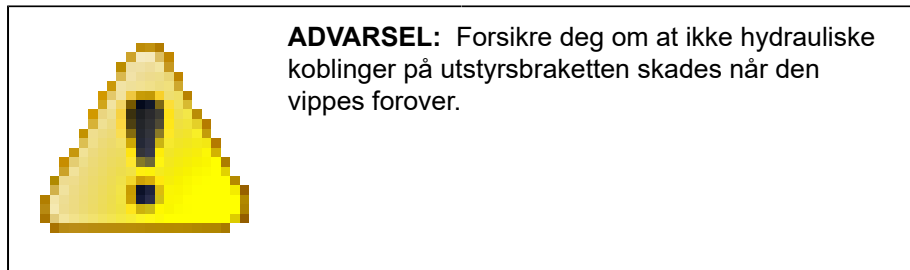 ADVARSEL: Forsikre deg om at ikke hydrauliske
koblinger på utstyrsbraketten skades når den
vippes forover.